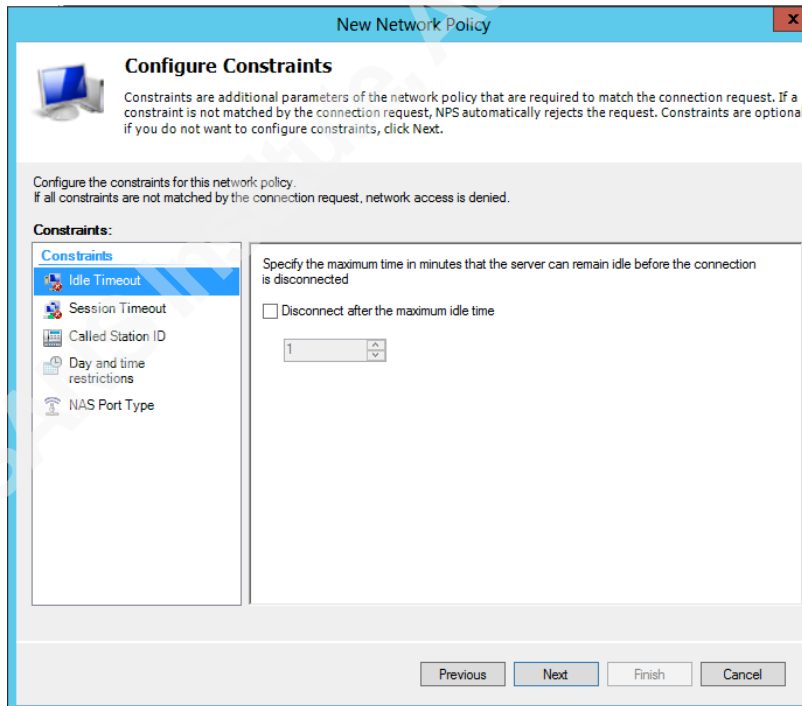 New Network Policy
x
Configure Constraints
Constraints are additional parameters of the network policy that are required to match the connection request. If a
constraint is not matched by the connection request, NPS automatically rejects the request. Constraints are optional
if you do not want to configure constraints, click Next.
Configure the constraints for this network policy.
If all constraints are not matched by the connection request, network access is denied.
Constraints:
Constraints
Idle Timeout
Session Timeout
Called Station ID
Day and time
restrictions
NAS Port Type
Specify the maximum time in minutes that the server can remain idle before the connection
is disconnected
Disconnect after the maximum idle time
1
Previous
Next
Finish
Cancel